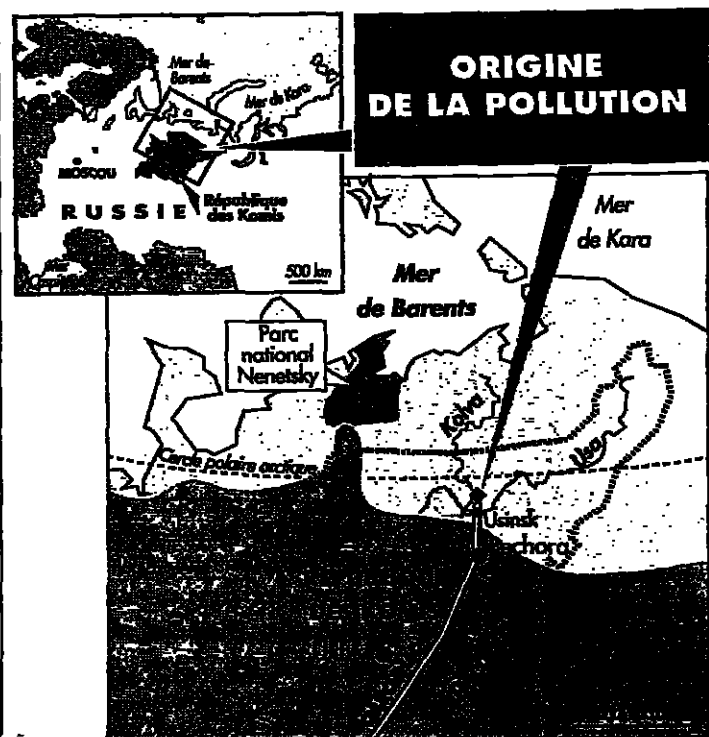 Mer de
Barents
Mer de Kara
MOSCOU
RUSSIE
République
des Komis
Mer
500 km
ORIGINE
DE LA POLLUTION
Mer
de Kara
Mer
de Barents
Parc
national
Nenetsky
Kolva
Usa
Cercle polaire arctique
Usinsk